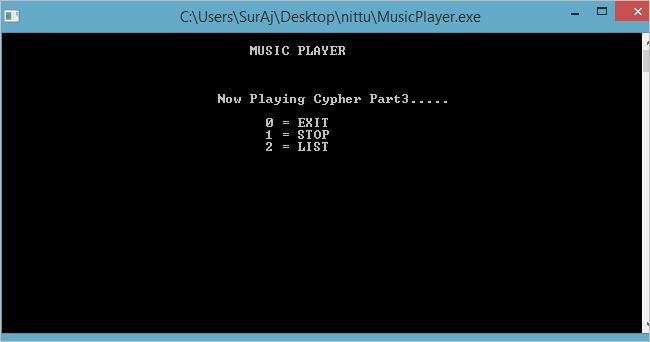 C:\Users\SurAj\Desktop\nittu\MusicPlayer.exe
MUSIC PLAYER
Now Playing Cypher Part3.....
0 = EXIT
1 = STOP
2 = LIST